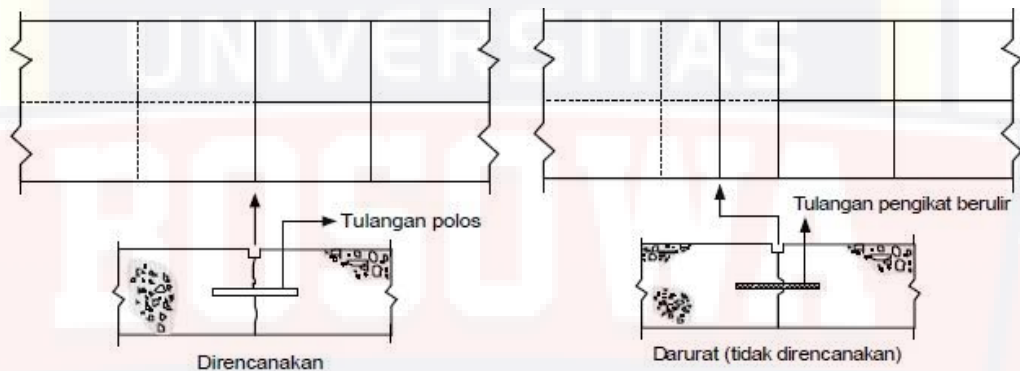 UNIVERSITAS
BOSOWA
Tulangan polos
Direncanakan
Tulangan pengikat berulir
Darurat (tidak direncanakan)